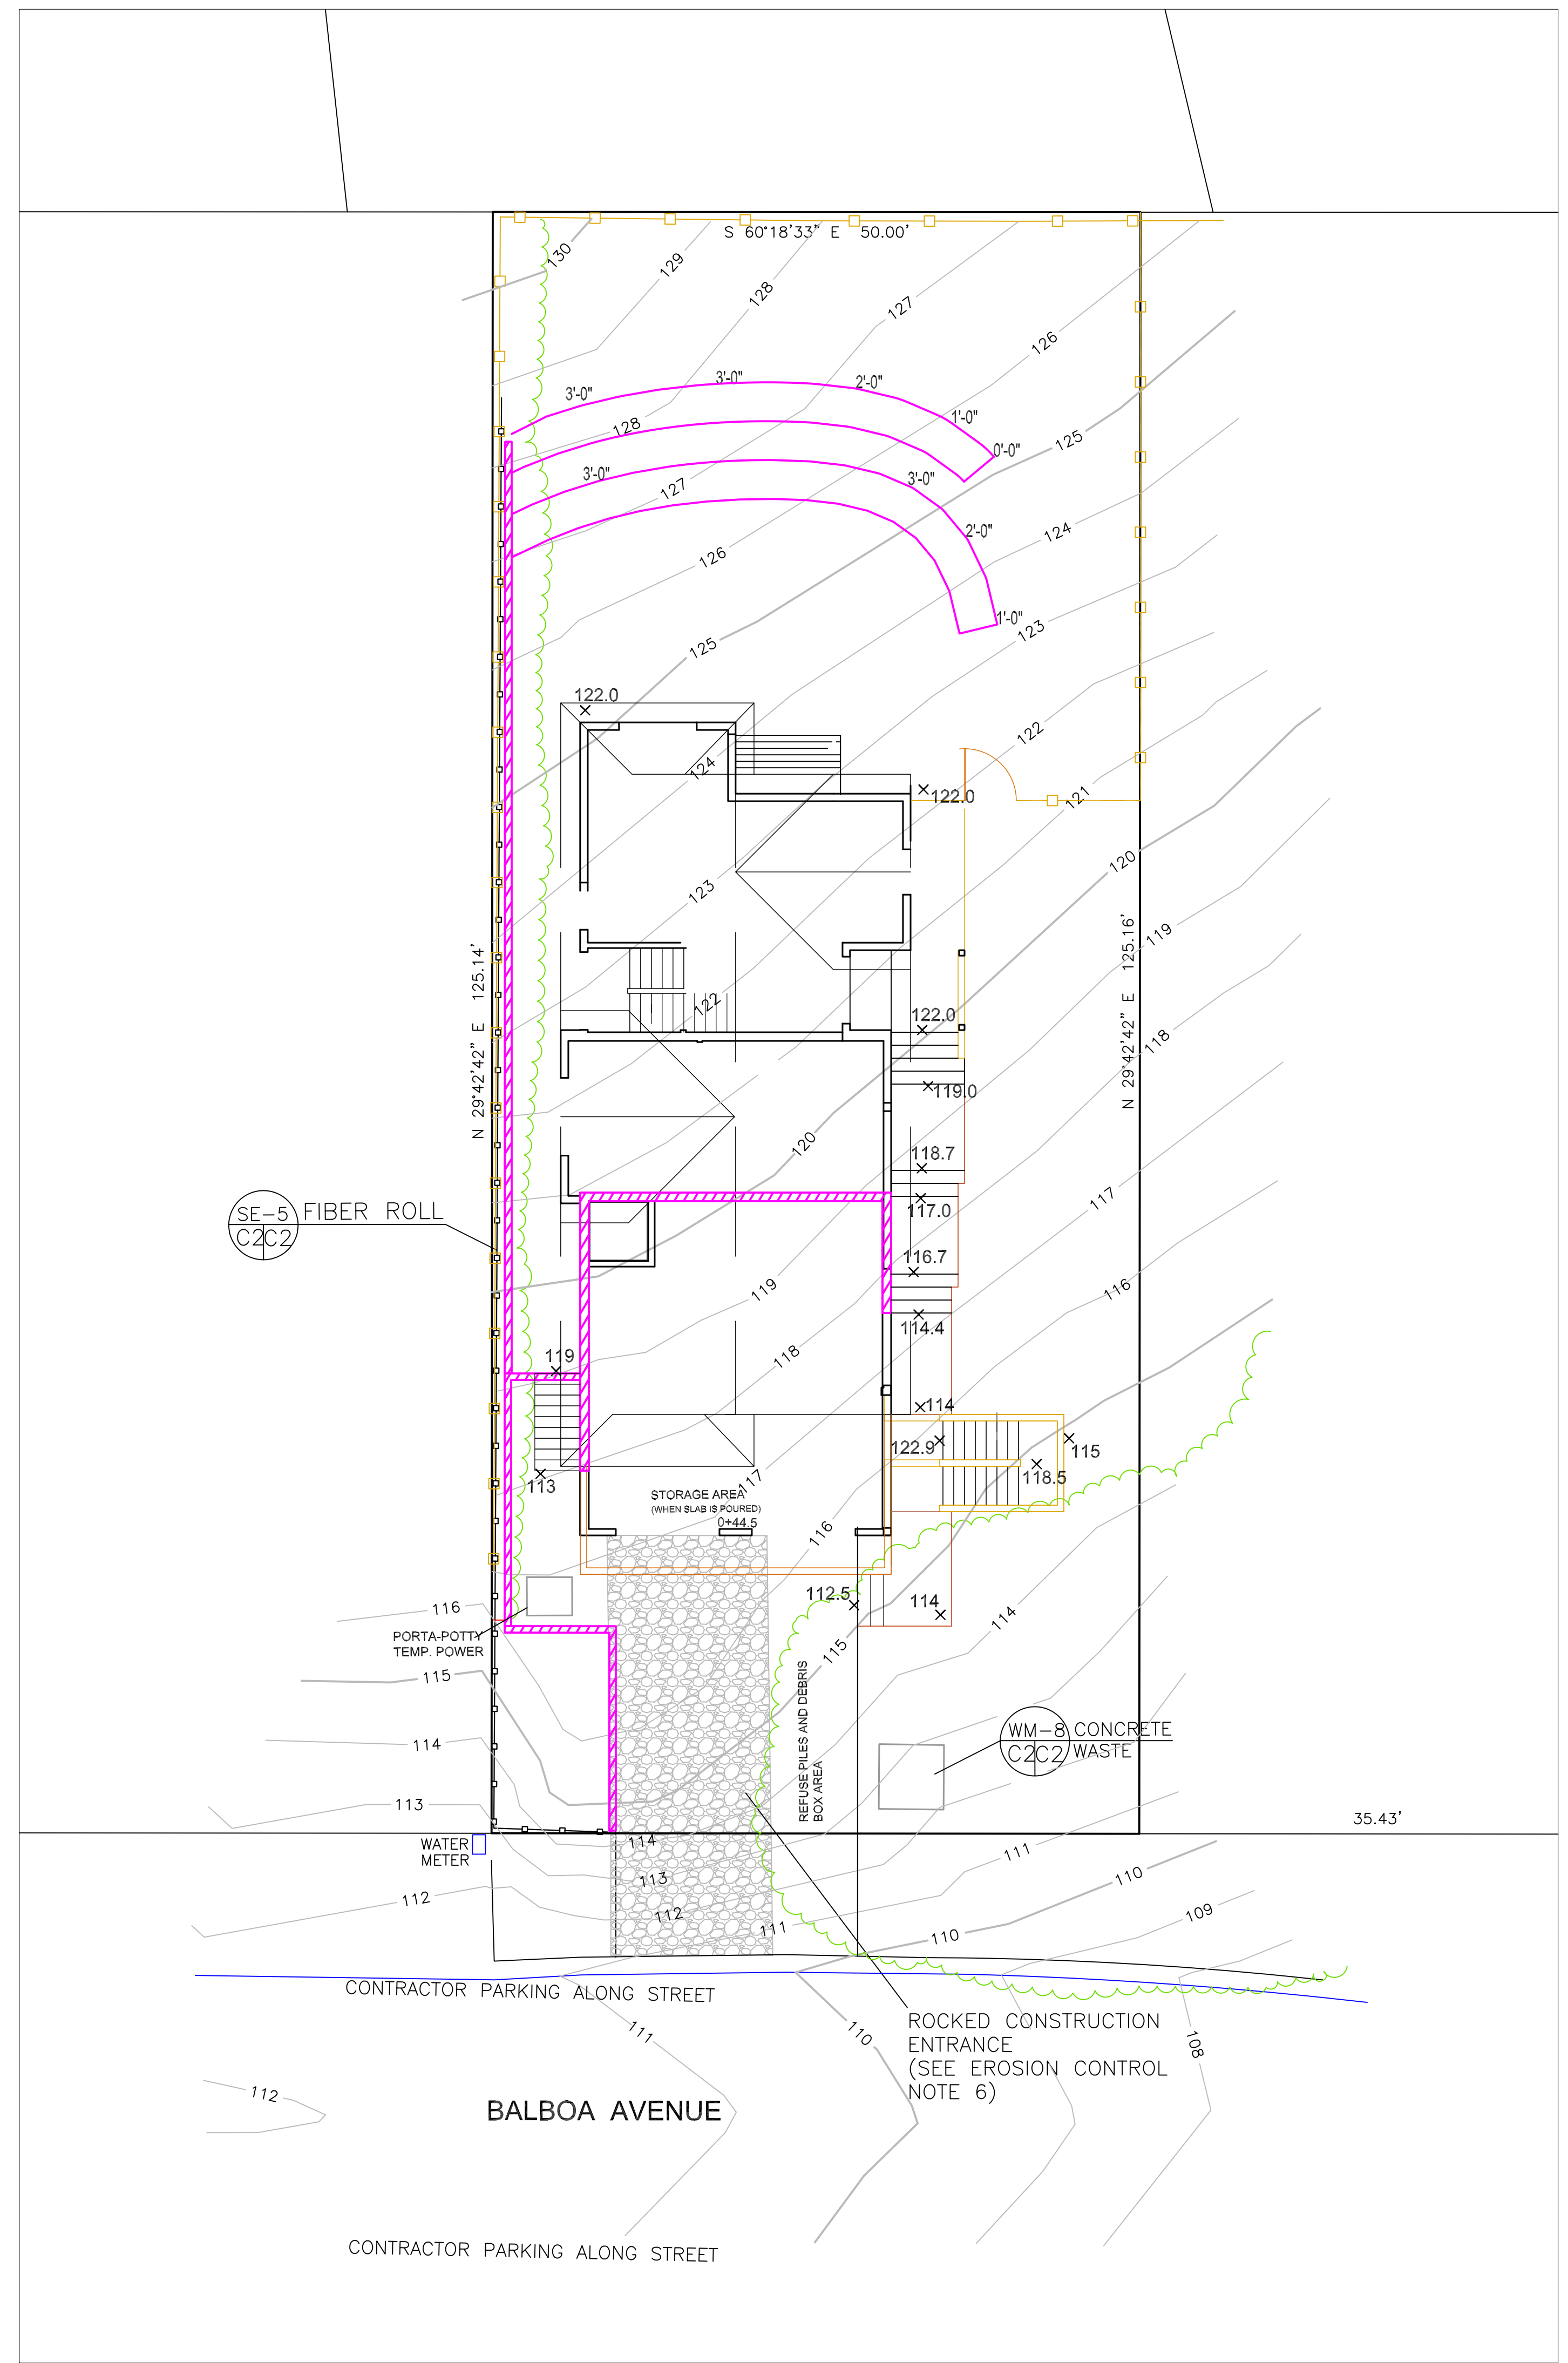 S 60°18'33" E 50.00'
130
129
128
127
126
3'-0"
3'-0"
2'-0"
1'-0"
0'-0"
128
125
3'-0"
3'-0"
127
2'-0"
124
126
1'-0"
123
125
122.0
122
124
122.0
121
120
123
119
N 29°42'42" E 125.14'
N 29°42'42" E 125.16'
122
122.0
118
119.0
120
118.7
117
117.0
SE-5
C2
C2
FIBER ROLL
116.7
119
116
114.4
119
118
114
122.9
115
118.5
113
117
STORAGE AREA
(WHEN SLAB IS POURED)
0+44.5
116
112.5
114
114
116
PORTA-POTTY
TEMP. POWER
115
115
REFUSE PILES AND DEBRIS
BOX AREA
WM-8
C2
C2
CONCRETE
WASTE
114
113
35.43'
WATER
METER
114
113
111
112
112
111
110
110
109
CONTRACTOR PARKING ALONG STREET
111
110
108
ROCKED CONSTRUCTION
ENTRANCE
(SEE EROSION CONTROL
NOTE 6)
112
BALBOA AVENUE
CONTRACTOR PARKING ALONG STREET